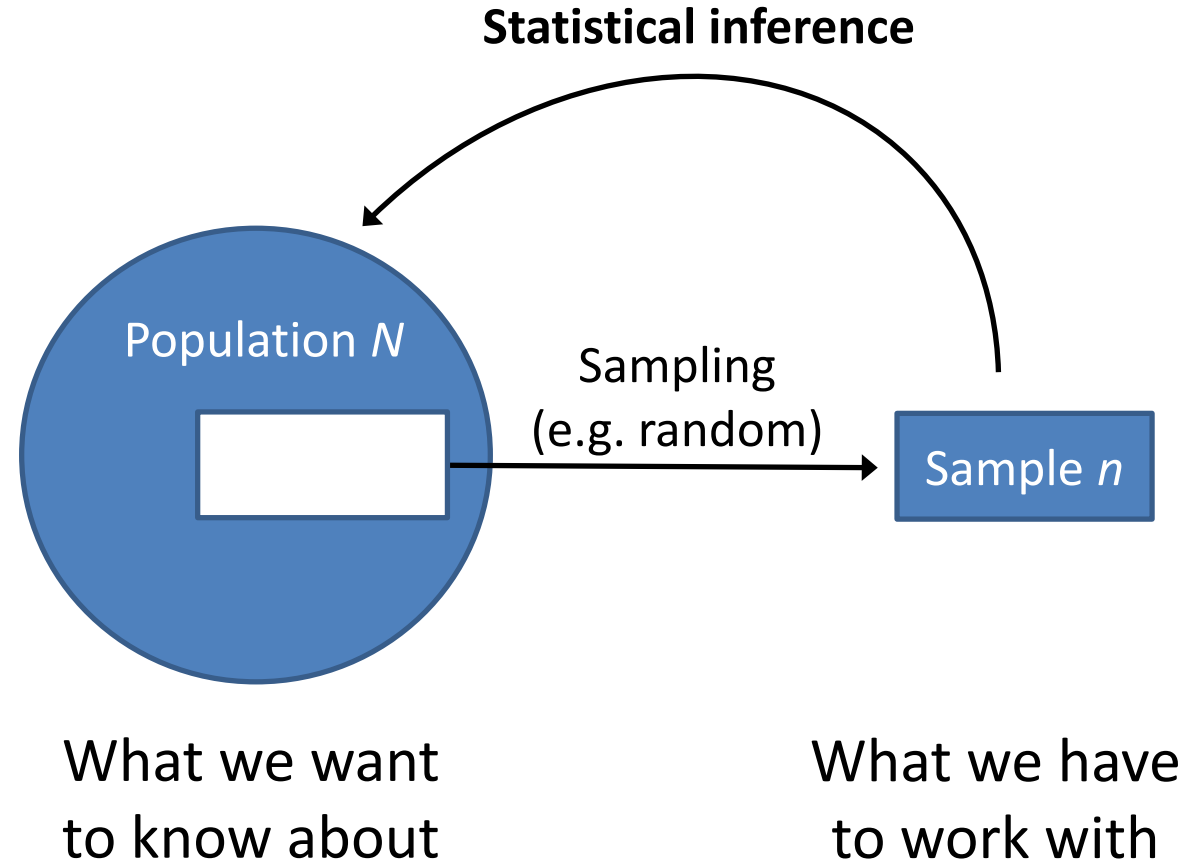 Statistical inference
Population N
Sampling
(e.g. random)
Sample n
What we want
to know about
What we have
to work with